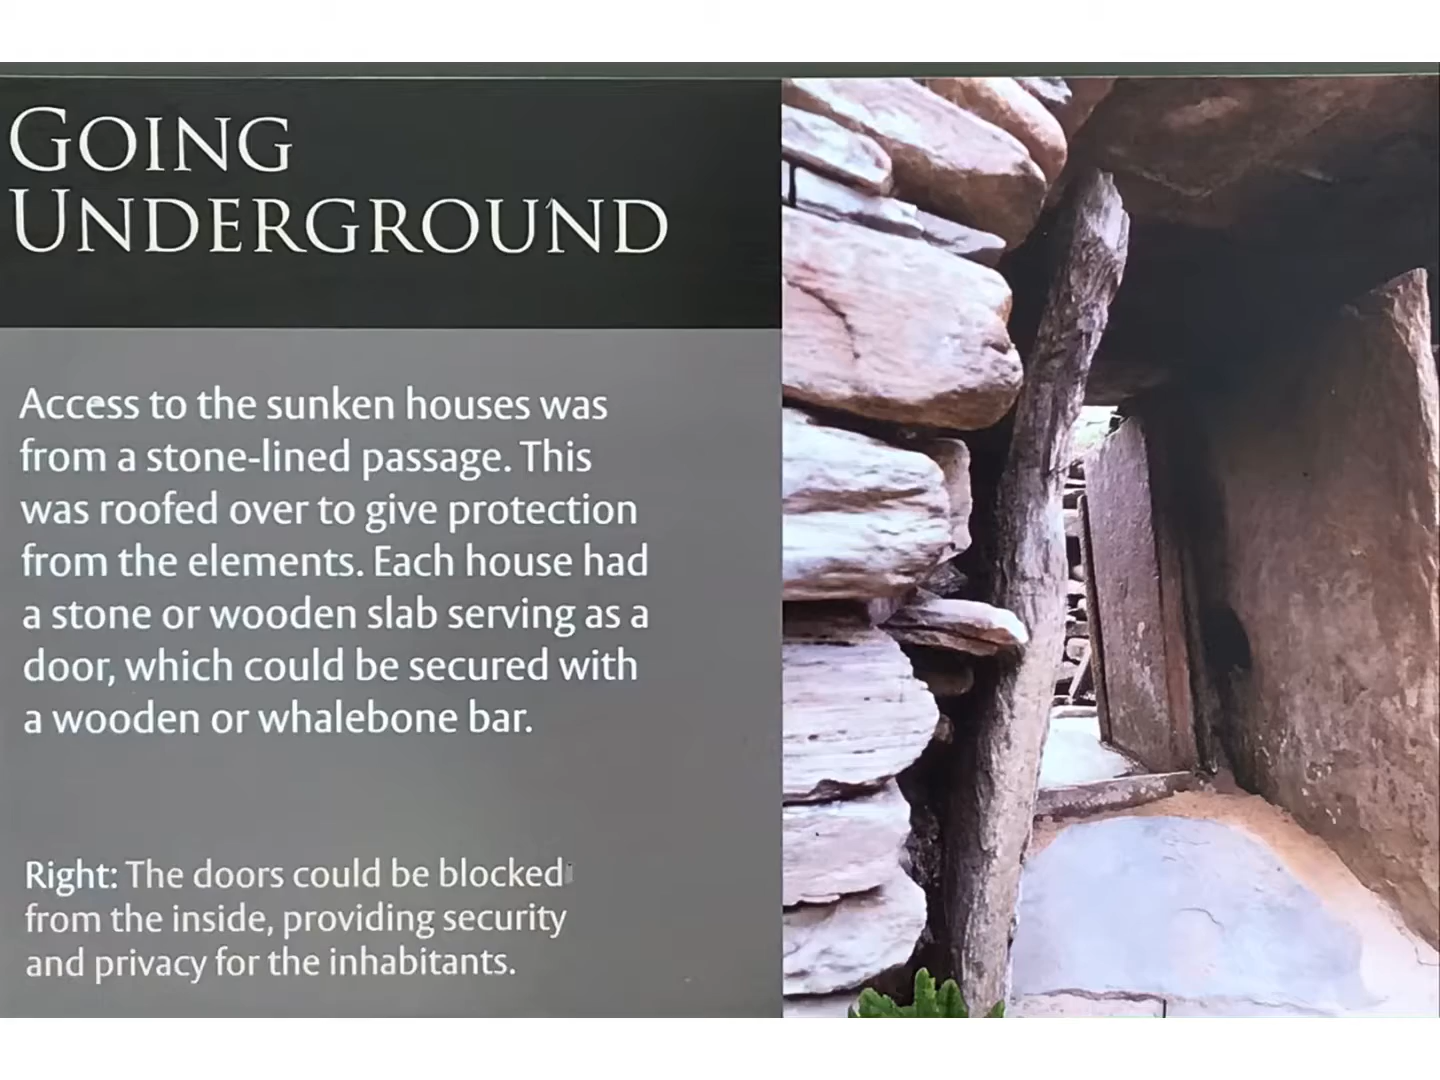 GOING
UNDERGROUND
Access to the sunken houses was
from a stone-lined passage. This
was roofed over to give protection
from the elements. Each house had
a stone or wooden slab serving as a
door, which could be secured with
a wooden or whalebone bar.
Right: The doors could be blocked
from the inside, providing security
and privacy for the inhabitants.